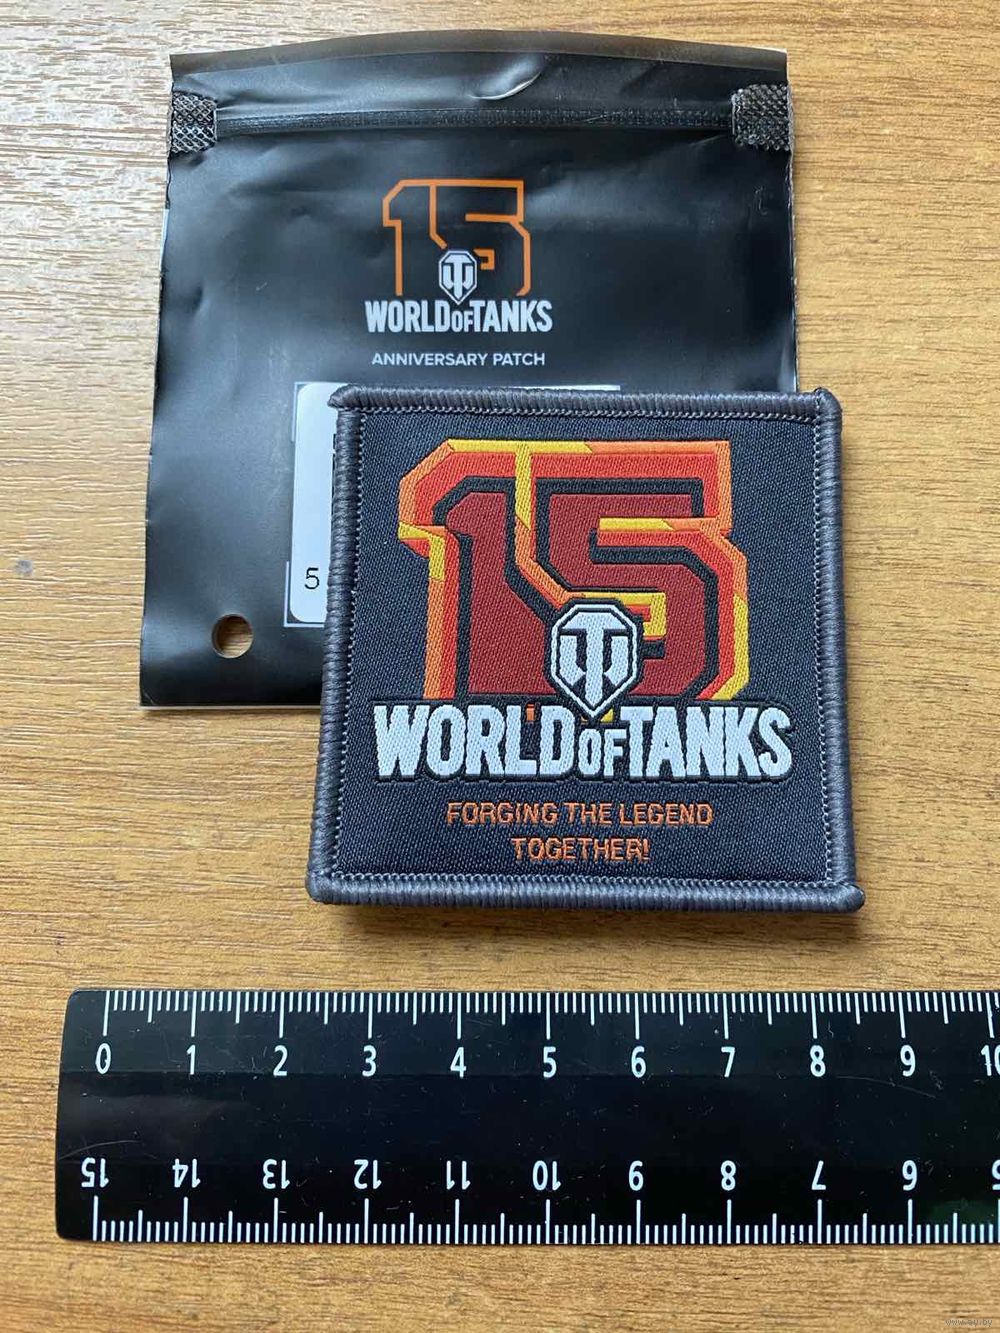 15
WORLD OF TANKS
ANNIVERSARY PATCH
5
15
WORLD OF TANKS
FORGING THE LEGEND
TOGETHER!
0 1 2 3 4 5 6 7 8 9 10
15 14 13 12 11 10 9 8 7 6 5